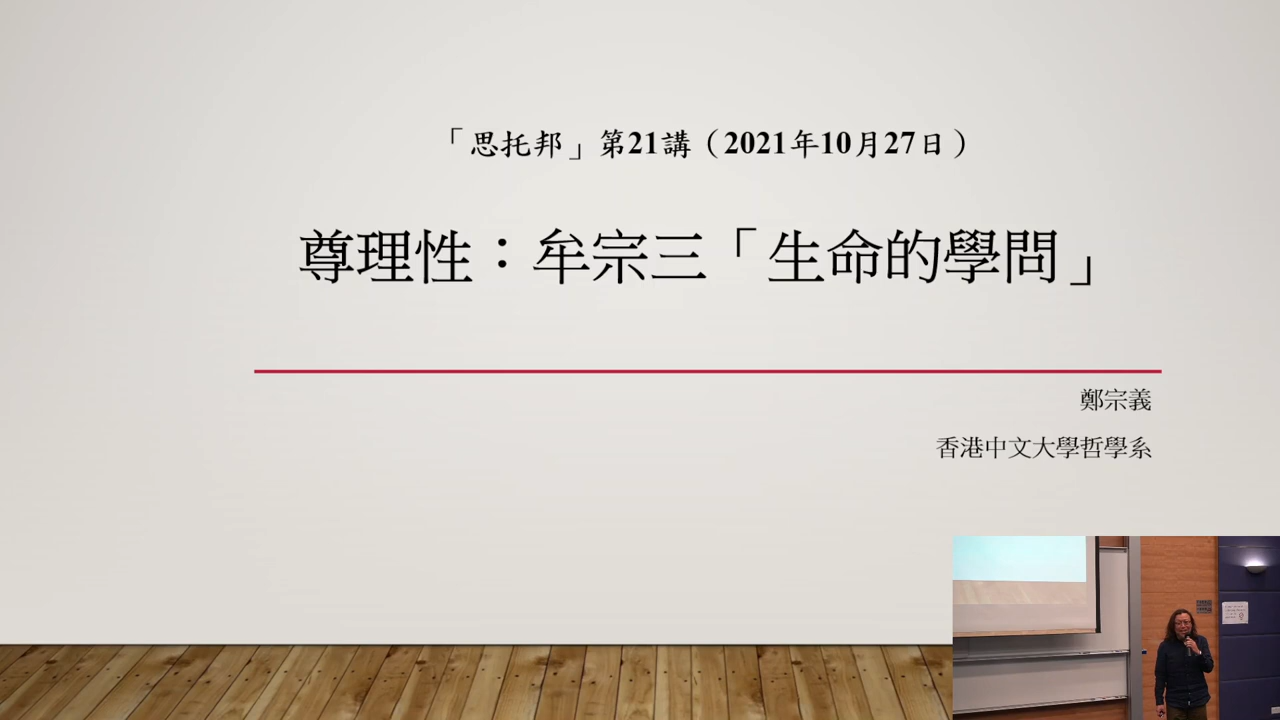 「思托邦」第21講（2021年10月27日）
尊理性：牟宗三「生命的學問」
鄭宗義
香港中文大學哲學系